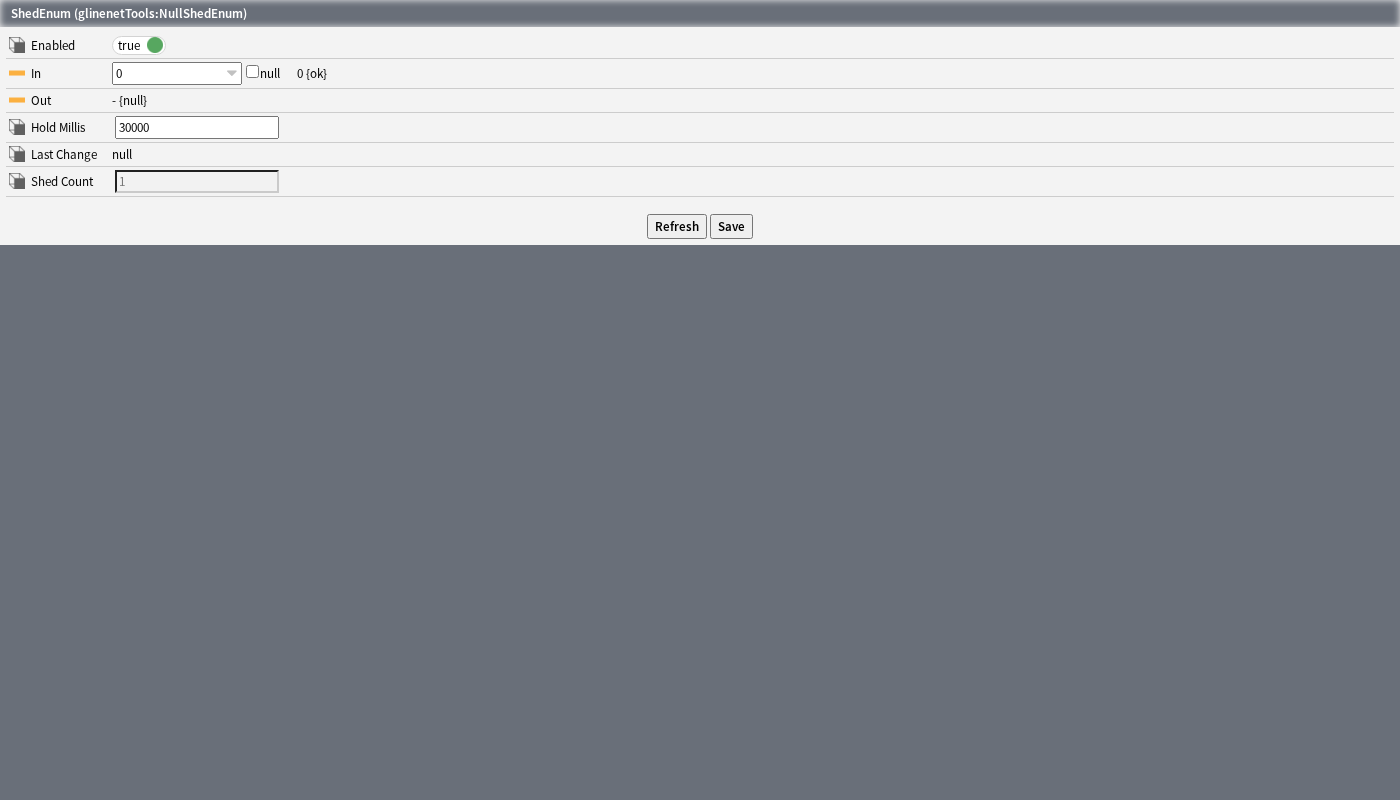 ShedEnum (glinenetTools:NullShedEnum)
Enabled true
In 0 null 0 {ok}
Out - {null}
Hold Millis 30000
Last Change null
Shed Count 1
Refresh Save